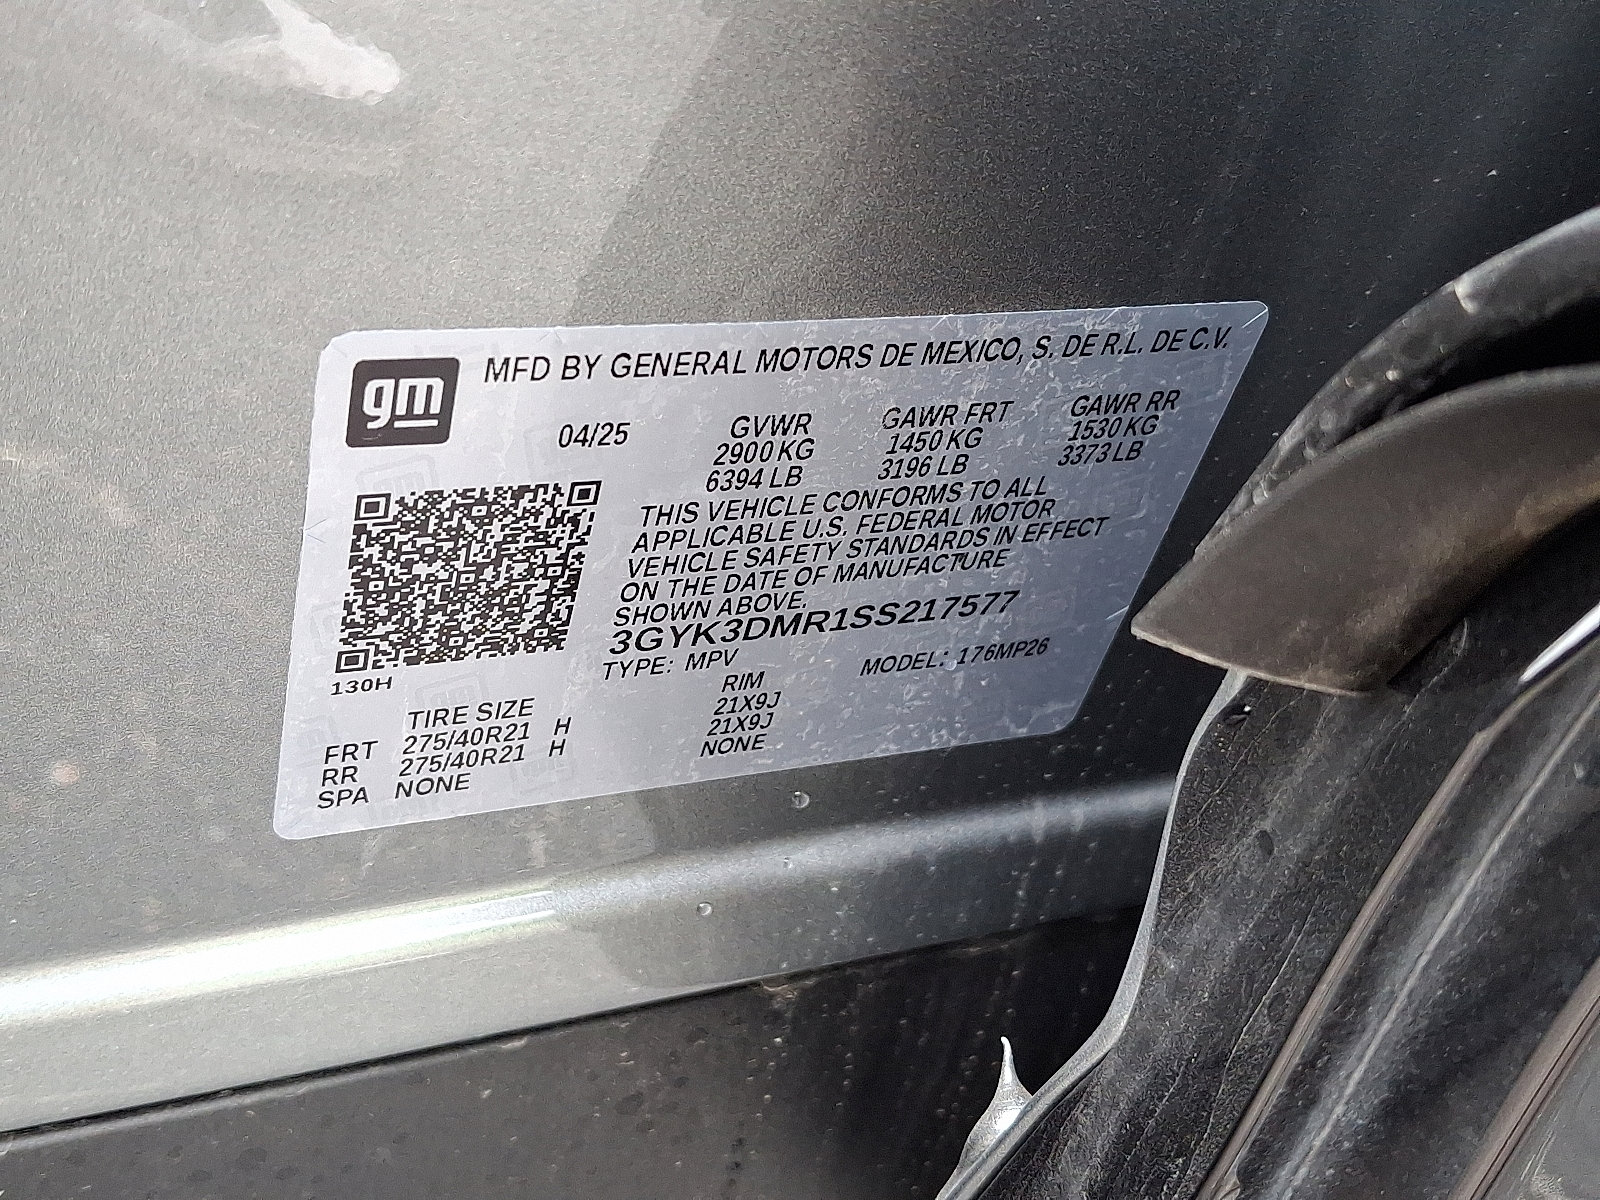 gm
MFD BY GENERAL MOTORS DE MEXICO, S. DE R.L. DE C.V.
04/25 GVWR GAWR FRT GAWR RR
2900 KG 1450 KG 1530 KG
6394 LB 3196 LB 3373 LB
THIS VEHICLE CONFORMS TO ALL
APPLICABLE U.S. FEDERAL MOTOR
VEHICLE SAFETY STANDARDS IN EFFECT
ON THE DATE OF MANUFACTURE
SHOWN ABOVE.
3GYK3DMR1SS217577
TYPE: MPV MODEL: 176MP26
130H
TIRE SIZE RIM
FRT 275/40R21 H 21X9J
RR 275/40R21 H 21X9J
SPA NONE NONE